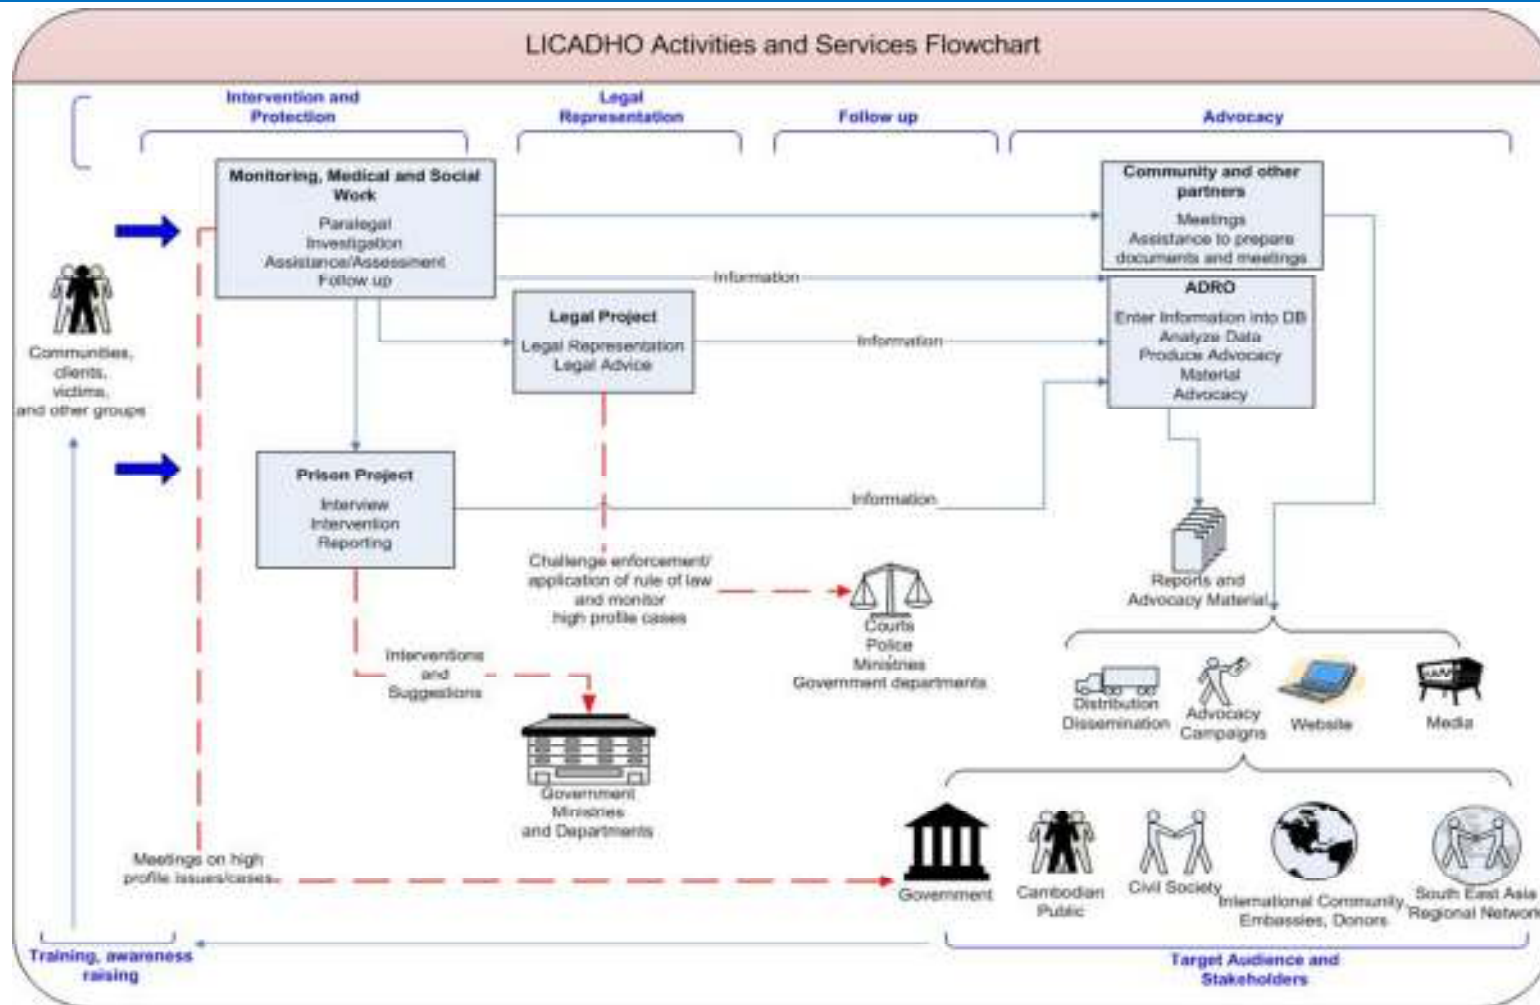 LICADHO Activities and Services Flowchart
Intervention and
Protection
Legal
Representation
Follow up
Advocacy
Monitoring, Medical and Social
Work
Paralegal
Investigation
Assistance/Assessment
Follow up
Community and other
partners
Meetings
Assistance to prepare
documents and meetings
Information
ADRO
Enter Information into DB
Analyze Data
Produce Advocacy
Material
Advocacy
Legal Project
Legal Representation
Legal Advice
Information
Communities,
clients,
victims,
and other groups
Prison Project
Interview
Intervention
Reporting
Information
Challenge enforcement/
application of rule of law
and monitor
high profile cases
Courts
Police
Ministries
Government departments
Reports and
Advocacy Material
Interventions
and
Suggestions
Government
Ministries
and Departments
Distribution
Dissemination
Advocacy
Campaigns
Website
Media
Meetings on high
profile issues/cases
Government
Cambodian
Public
Civil Society
International Community,
Embassies, Donors
South East Asia
Regional Network
Training, awareness
raising
Target Audience and
Stakeholders